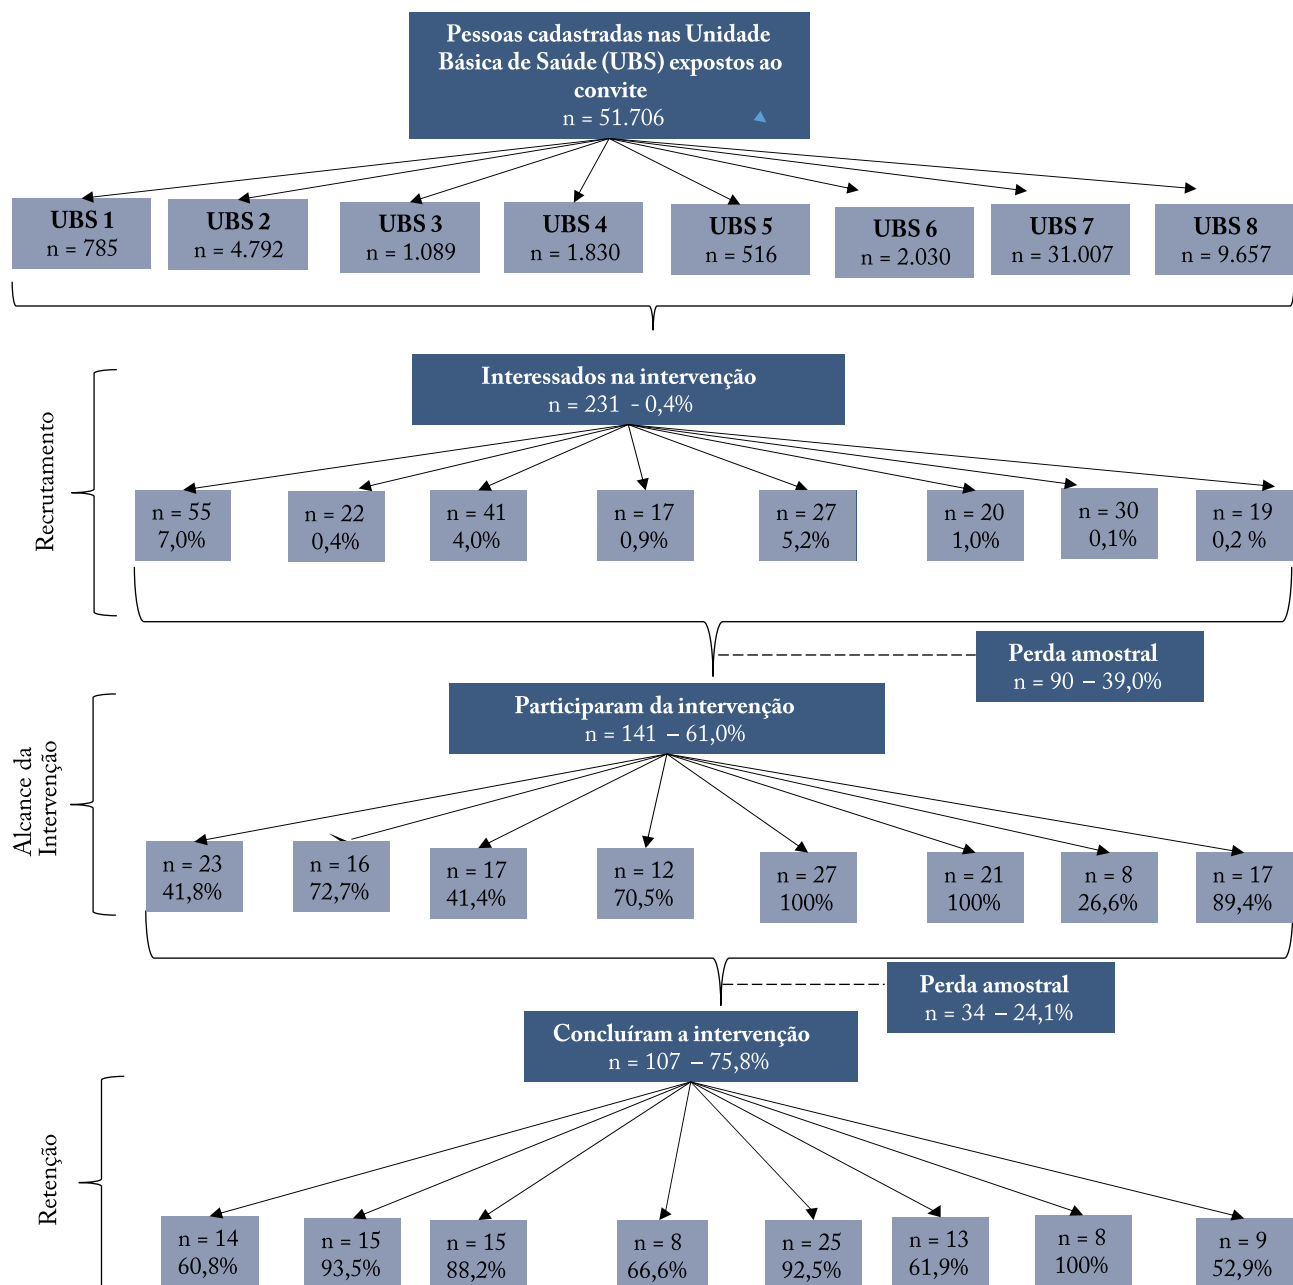 Pessoas cadastradas nas Unidade
Básica de Saúde (UBS) expostos ao
convite
n = 51.706
UBS 1
n = 785
UBS 2
n = 4.792
UBS 3
n = 1.089
UBS 4
n = 1.830
UBS 5
n = 516
UBS 6
n = 2.030
UBS 7
n = 31.007
UBS 8
n = 9.657
Recrutamento
Interessados na intervenção
n = 231 - 0,4%
n = 55
7,0%
n = 22
0,4%
n = 41
4,0%
n = 17
0,9%
n = 27
5,2%
n = 20
1,0%
n = 30
0,1%
n = 19
0,2 %
Perda amostral
n = 90 – 39,0%
Alcance da
Intervenção
Participaram da intervenção
n = 141 – 61,0%
n = 23
41,8%
n = 16
72,7%
n = 17
41,4%
n = 12
70,5%
n = 27
100%
n = 21
100%
n = 8
26,6%
n = 17
89,4%
Perda amostral
n = 34 – 24,1%
Retenção
Concluíram a intervenção
n = 107 – 75,8%
n = 14
60,8%
n = 15
93,5%
n = 15
88,2%
n = 8
66,6%
n = 25
92,5%
n = 13
61,9%
n = 8
100%
n = 9
52,9%